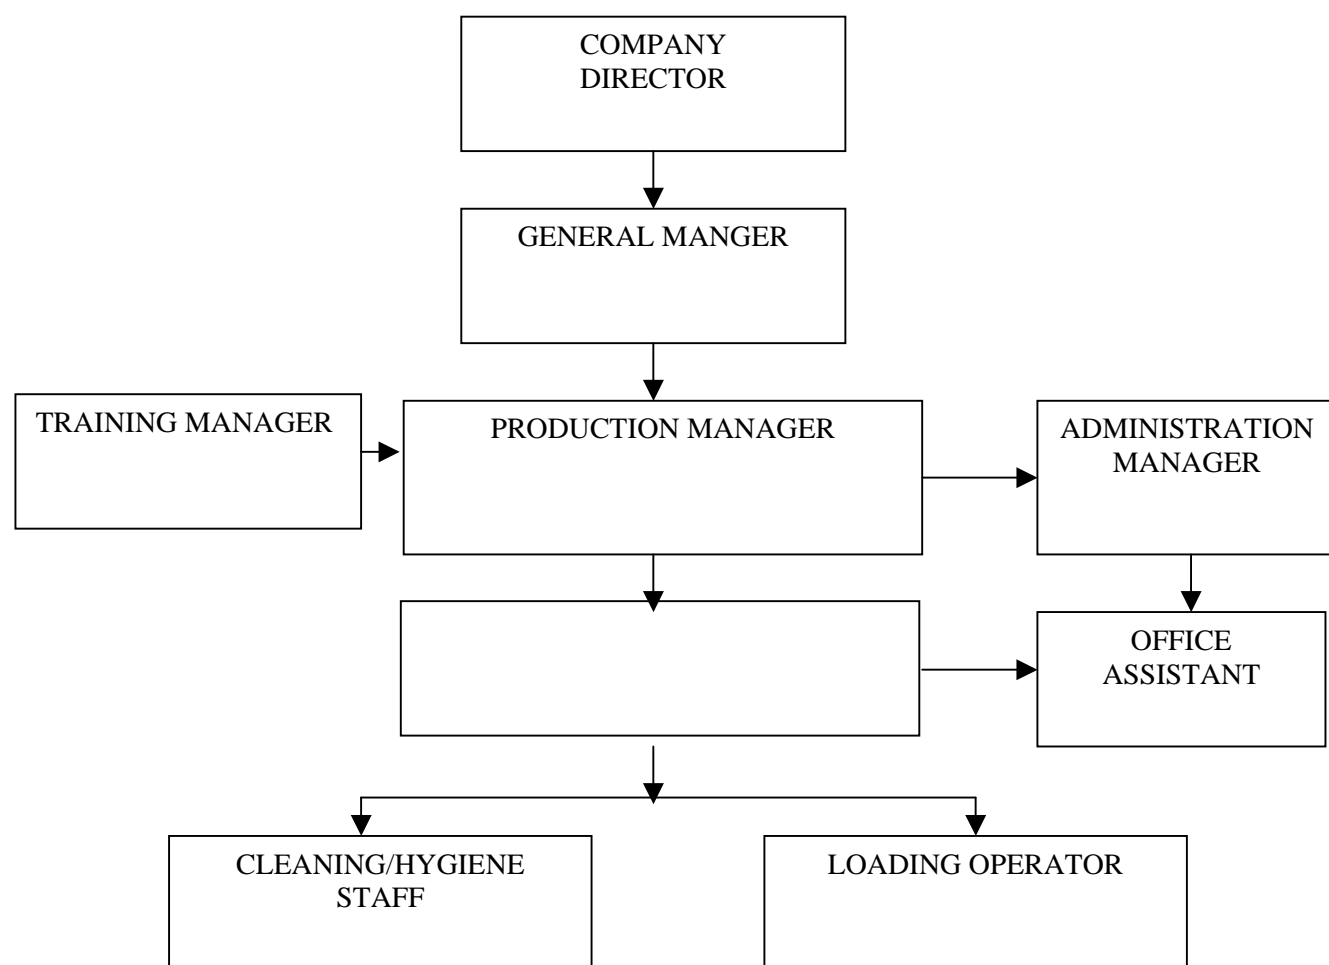 COMPANY
DIRECTOR
GENERAL MANGER
TRAINING MANAGER
PRODUCTION MANAGER
ADMINISTRATION
MANAGER
OFFICE
ASSISTANT
CLEANING/HYGIENE
STAFF
LOADING OPERATOR